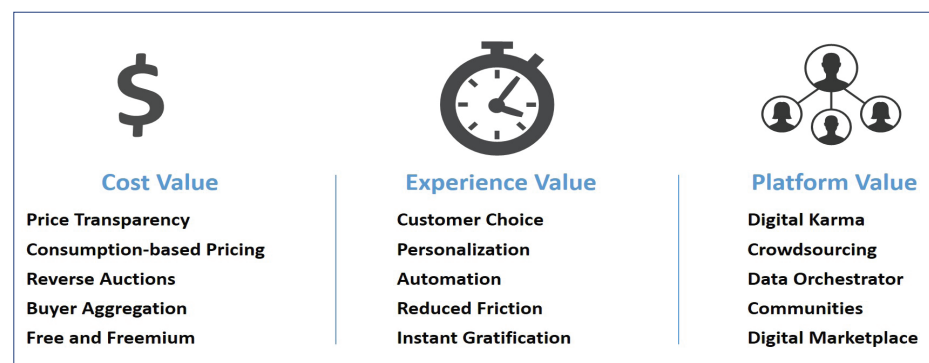 $
Cost Value
Price Transparency
Consumption-based Pricing
Reverse Auctions
Buyer Aggregation
Free and Freemium
Experience Value
Customer Choice
Personalization
Automation
Reduced Friction
Instant Gratification
Platform Value
Digital Karma
Crowdsourcing
Data Orchestrator
Communities
Digital Marketplace